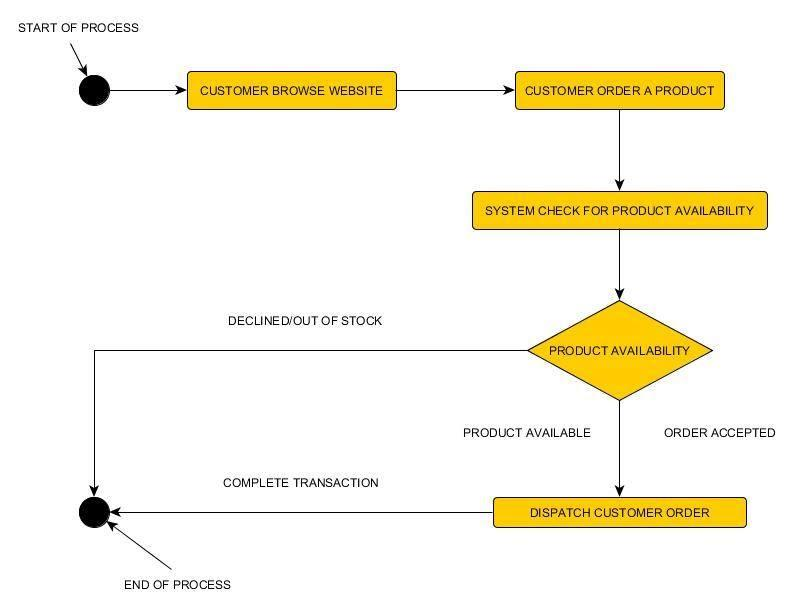 START OF PROCESS
CUSTOMER BROWSE WEBSITE
CUSTOMER ORDER A PRODUCT
SYSTEM CHECK FOR PRODUCT AVAILABILITY
DECLINED/OUT OF STOCK
PRODUCT AVAILABILITY
PRODUCT AVAILABLE
ORDER ACCEPTED
COMPLETE TRANSACTION
DISPATCH CUSTOMER ORDER
END OF PROCESS